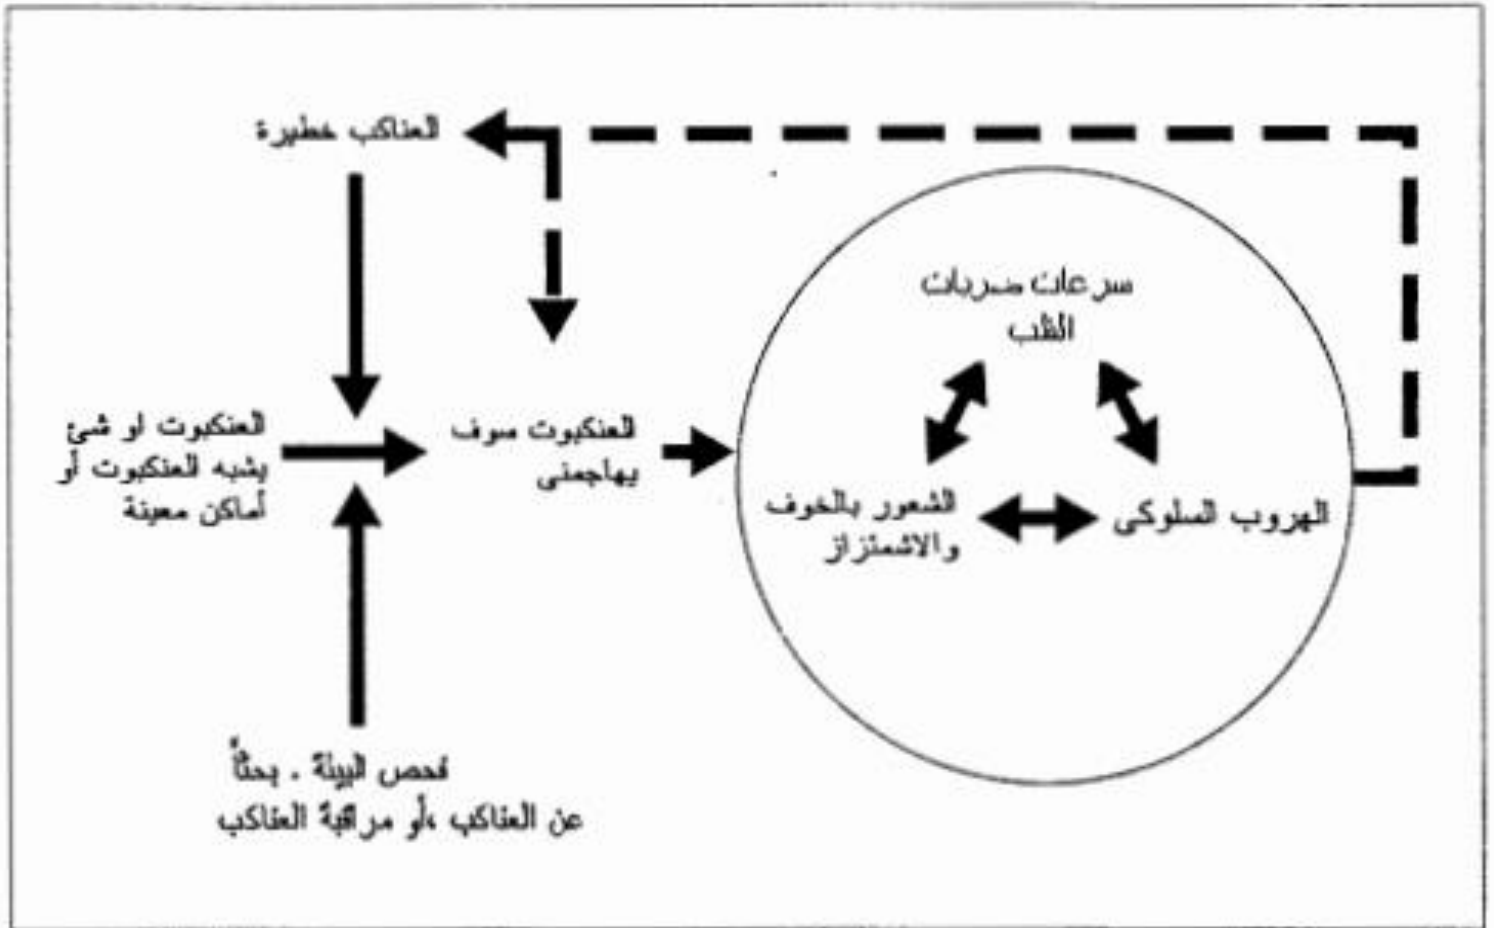 العناكب خطيرة
سرعات ضربات
القلب
العنكبوت او شئ
يشبه العنكبوت أو
أماكن معينة
العنكبوت سوف
يهاجمنى
الشعور بالخوف
والاشمئزاز
الهروب السلوكى
فحص البيئة . بحثاً
عن العناكب ،أو مراقبة العناكب